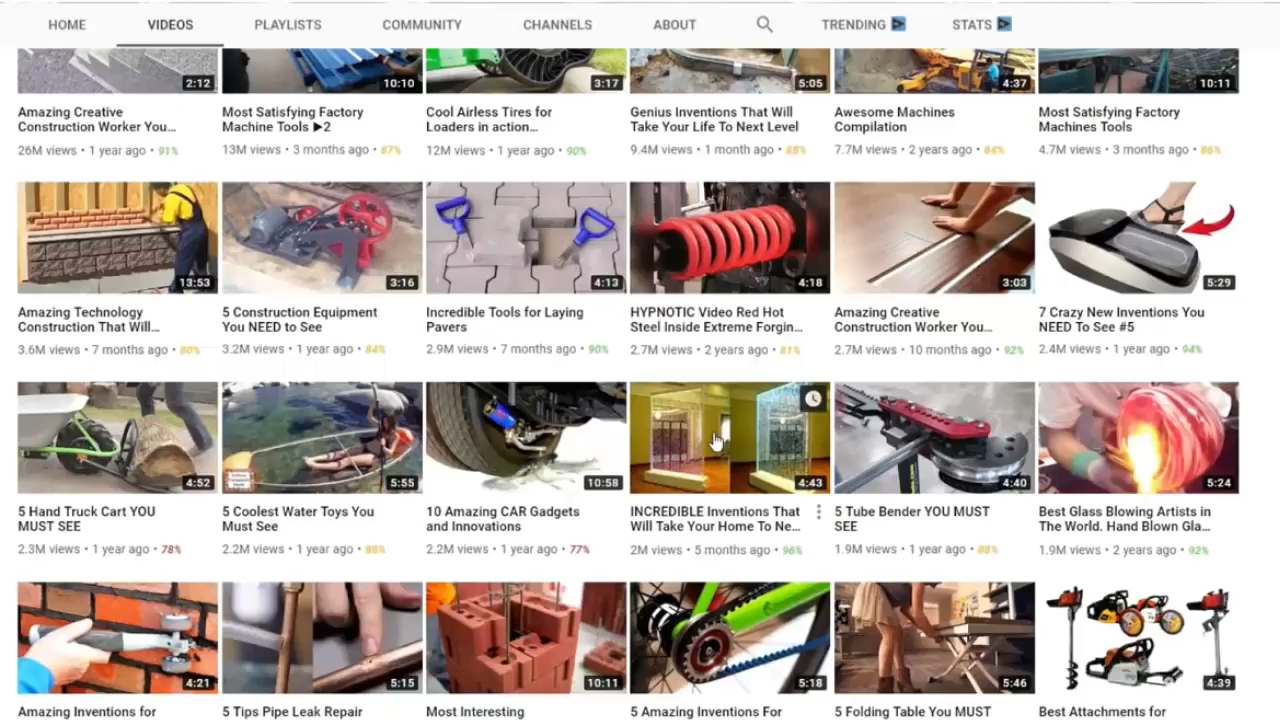 HOME VIDEOS PLAYLISTS COMMUNITY CHANNELS ABOUT TRENDING STATS
2:12 10:10 3:17 5:05 4:37 10:11
Amazing Creative
Construction Worker You...
26M views • 1 year ago • 91%
Most Satisfying Factory
Machine Tools ▶2
13M views • 3 months ago • 87%
Cool Airless Tires for
Loaders in action...
12M views • 1 year ago • 90%
Genius Inventions That Will
Take Your Life To Next Level
9.4M views • 1 month ago • 88%
Awesome Machines
Compilation
7.7M views • 2 years ago • 84%
Most Satisfying Factory
Machines Tools
4.7M views • 3 months ago • 86%
13:53 3:16 4:13 4:18 3:03 5:29
Amazing Technology
Construction That Will...
3.6M views • 7 months ago • 80%
5 Construction Equipment
You NEED to See
3.2M views • 1 year ago • 84%
Incredible Tools for Laying
Pavers
2.9M views • 7 months ago • 90%
HYPNOTIC Video Red Hot
Steel Inside Extreme Forgin...
2.7M views • 2 years ago • 81%
Amazing Creative
Construction Worker You...
2.7M views • 10 months ago • 92%
7 Crazy New Inventions You
NEED To See #5
2.4M views • 1 year ago • 94%
4:52 5:55 10:58 4:43 4:40 5:24
5 Hand Truck Cart YOU
MUST SEE
2.3M views • 1 year ago • 78%
5 Coolest Water Toys You
Must See
2.2M views • 1 year ago • 88%
10 Amazing CAR Gadgets
and Innovations
2.2M views • 1 year ago • 77%
INCREDIBLE Inventions That
Will Take Your Home To Ne...
2M views • 5 months ago • 96%
5 Tube Bender YOU MUST
SEE
1.9M views • 1 year ago • 88%
Best Glass Blowing Artists in
The World. Hand Blown Gla...
1.9M views • 2 years ago • 92%
4:21 5:15 10:11 5:18 5:46 4:39
Amazing Inventions for
5 Tips Pipe Leak Repair
Most Interesting
5 Amazing Inventions For
5 Folding Table You MUST
Best Attachments for